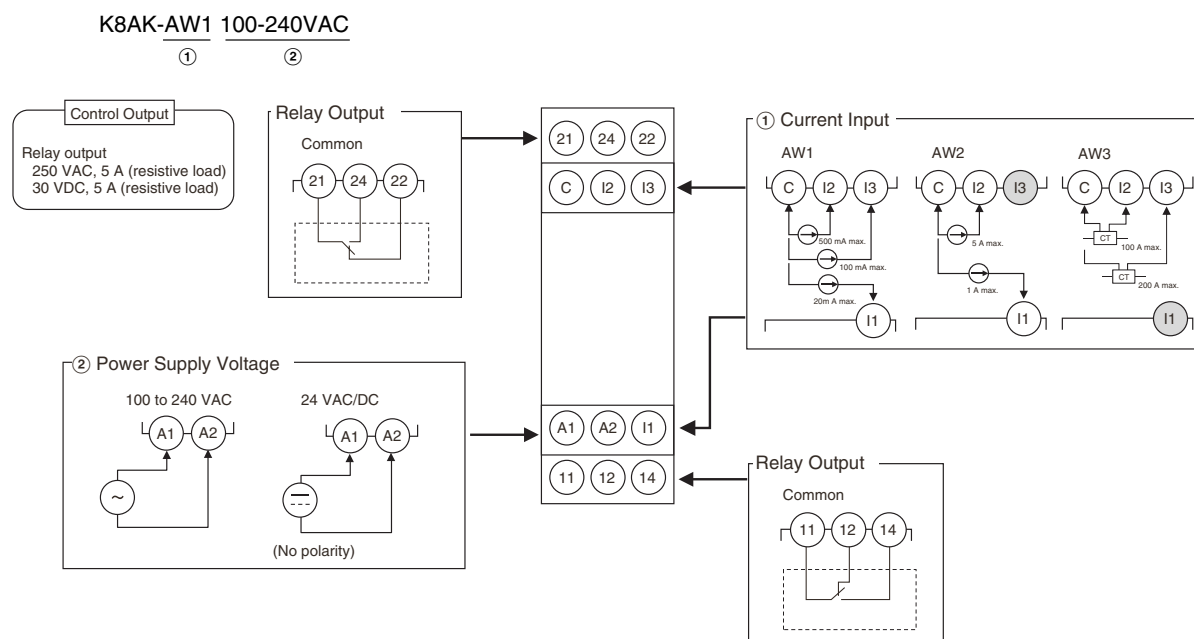 K8AK-AW1 100-240VAC
① ②
Control Output
Relay output
250 VAC, 5 A (resistive load)
30 VDC, 5 A (resistive load)
Relay Output
Common
21 24 22
21 24 22
C I2 I3
A1 A2 I1
11 12 14
① Current Input
AW1
C I2 I3
500 mA max.
100 mA max.
20m A max.
I1
AW2
C I2 I3
5 A max.
1 A max.
I1
AW3
C I2 I3
CT
100 A max.
CT
200 A max.
I1
② Power Supply Voltage
100 to 240 VAC
A1 A2
~
24 VAC/DC
A1 A2
(No polarity)
Relay Output
Common
11 12 14